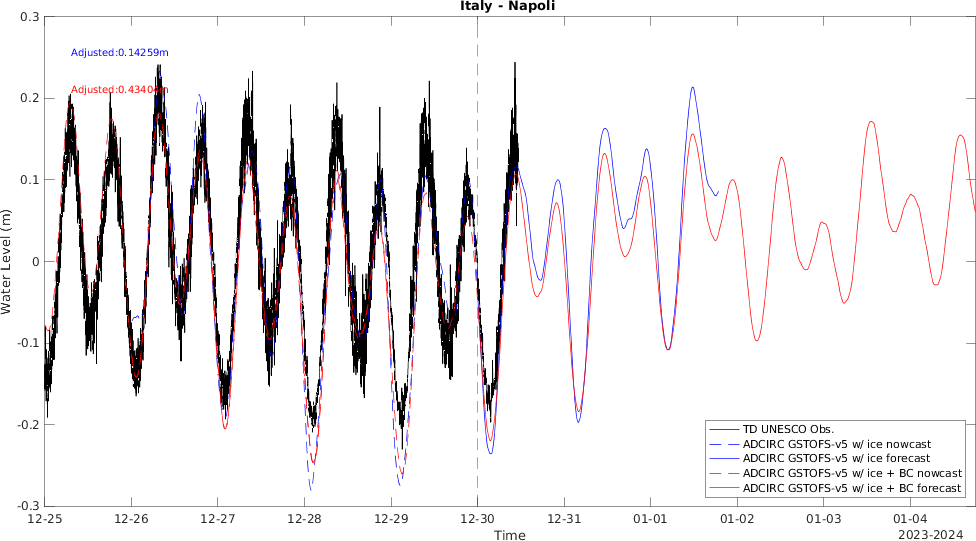 Italy - Napoli
0.3
0.2
0.1
0
-0.1
-0.2
-0.3
Water Level (m)
Adjusted:0.14259m
Adjusted:0.43404m
TD UNESCO Obs.
ADCIRC GSTOFS-v5 w/ ice nowcast
ADCIRC GSTOFS-v5 w/ ice forecast
ADCIRC GSTOFS-v5 w/ ice + BC nowcast
ADCIRC GSTOFS-v5 w/ ice + BC forecast
12-25 12-26 12-27 12-28 12-29 12-30 12-31 01-01 01-02 01-03 01-04
Time
2023-2024